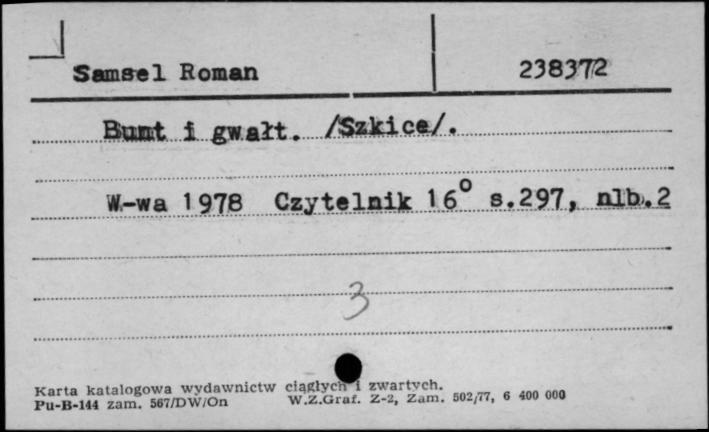 Samsel Roman 238372
Bunt i gwałt. /Szkice/.
W-wa 1978 Czytelnik 16° s.297, nlb.2
3
Karta katalogowa wydawnictw ciągłych i zwartych.
Pu-B-144 zam. 567/DW/On W.Z.Graf. Z-2, Zam. 502/77, 6 400 000